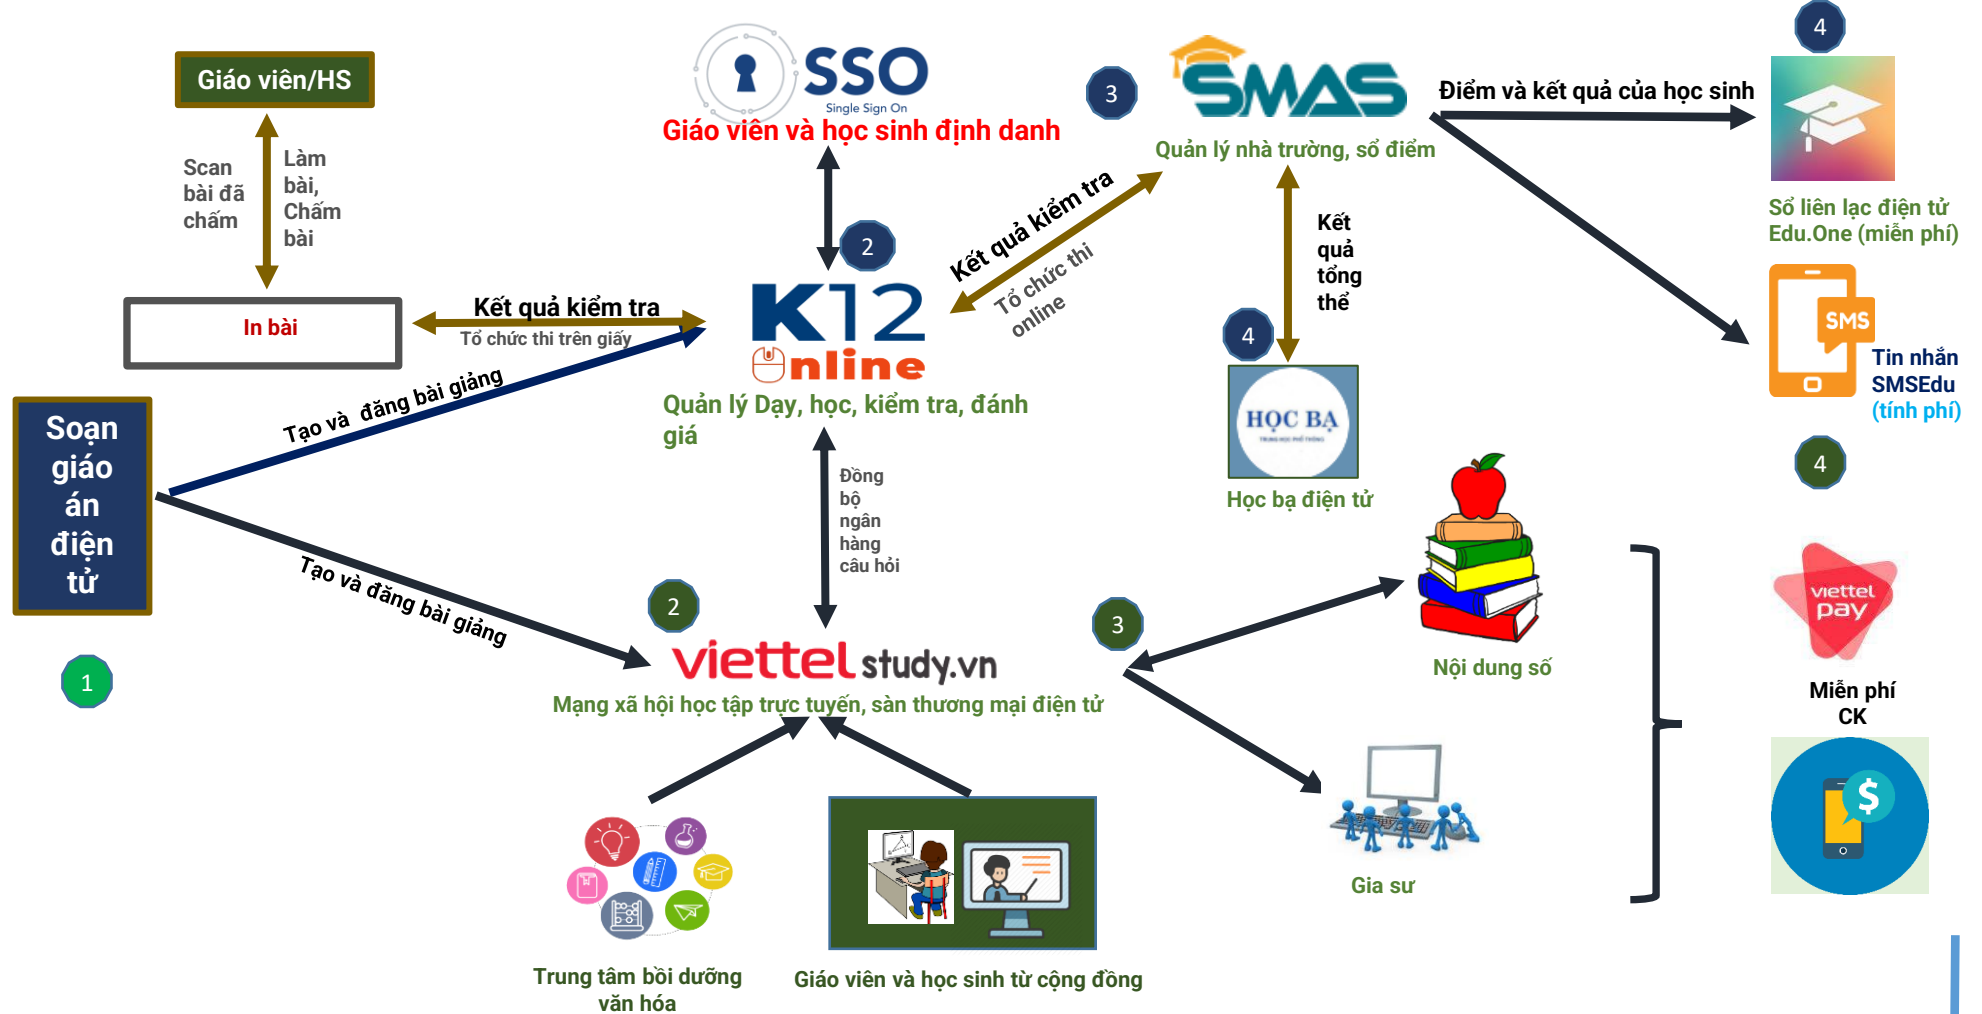 4
SSO
Single Sign On
Giáo viên và học sinh định danh
3
SMAS
Quản lý nhà trường, sổ điểm
Điểm và kết quả của học sinh
Giáo viên/HS
Scan
bài đã
chấm
Làm
bài,
Chấm
bài
Sổ liên lạc điện tử
Edu.One (miễn phí)
2
Kết quả kiểm tra
Tổ chức thi
online
Kết
quả
tổng
thể
In bài
Kết quả kiểm tra
Tổ chức thi trên giấy
K12
Online
Quản lý Dạy, học, kiểm tra, đánh
giá
4
HỌC BẠ
TRUNG HỌC PHỔ THÔNG
Học bạ điện tử
SMS
Tin nhắn
SMSEdu
(tính phí)
4
Soạn
giáo
án
điện
tử
Tạo và đăng bài giảng
Tạo và đăng bài giảng
Đồng
bộ
ngân
hàng
câu hỏi
1
2
viettel study.vn
Mạng xã hội học tập trực tuyến, sàn thương mại điện tử
3
Nội dung số
viettel
pay
Miễn phí
CK
$
Gia sư
Trung tâm bồi dưỡng
văn hóa
Giáo viên và học sinh từ cộng đồng